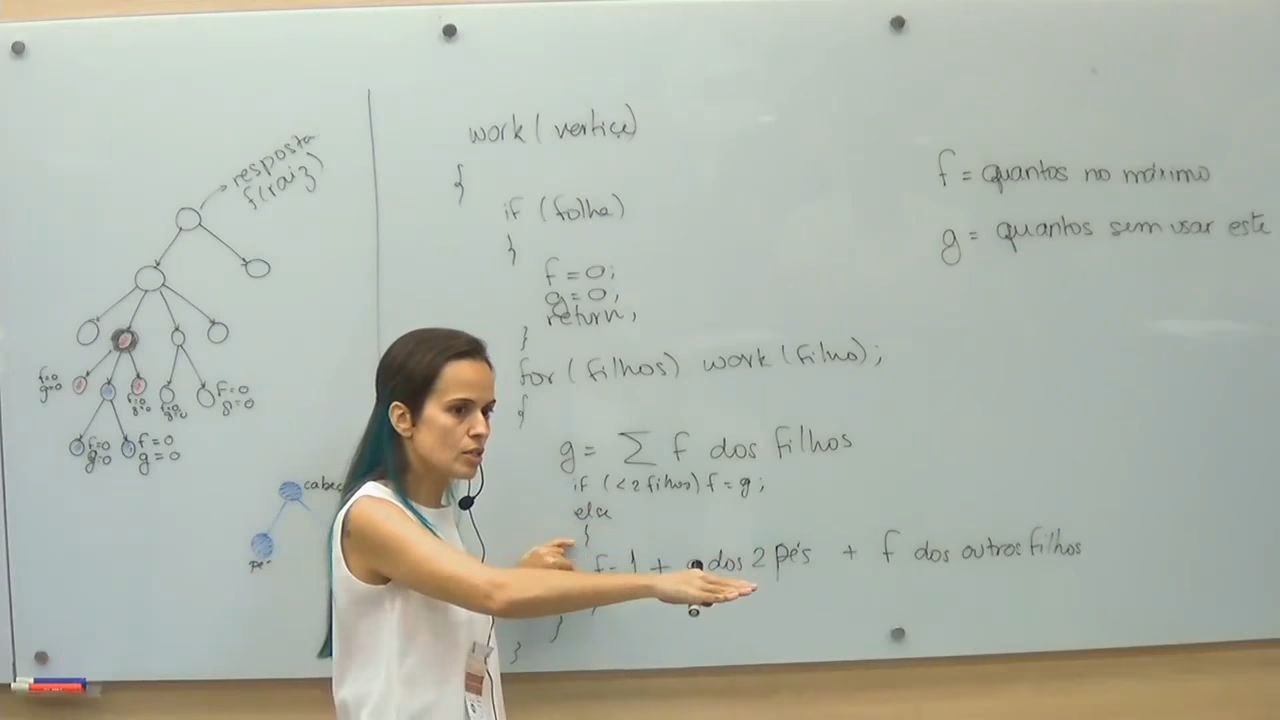 resposta
f(raiz)
f=0
g=0
f=0
g=0
f=0
g=0
f=0
g=0
f=0
g=0
f=0
g=0
cabeç
pé
work(vertice)
{
if (folha)
}
f=0;
g=0;
return;
}
for (filhos) work(filho);
{
g = Σ f dos filhos
if (<2 filhos) f=g;
else
{
f=1 + dos 2 pés + f dos outros filhos
}
}
}
f = quantos no máximo
g = quantos sem usar este